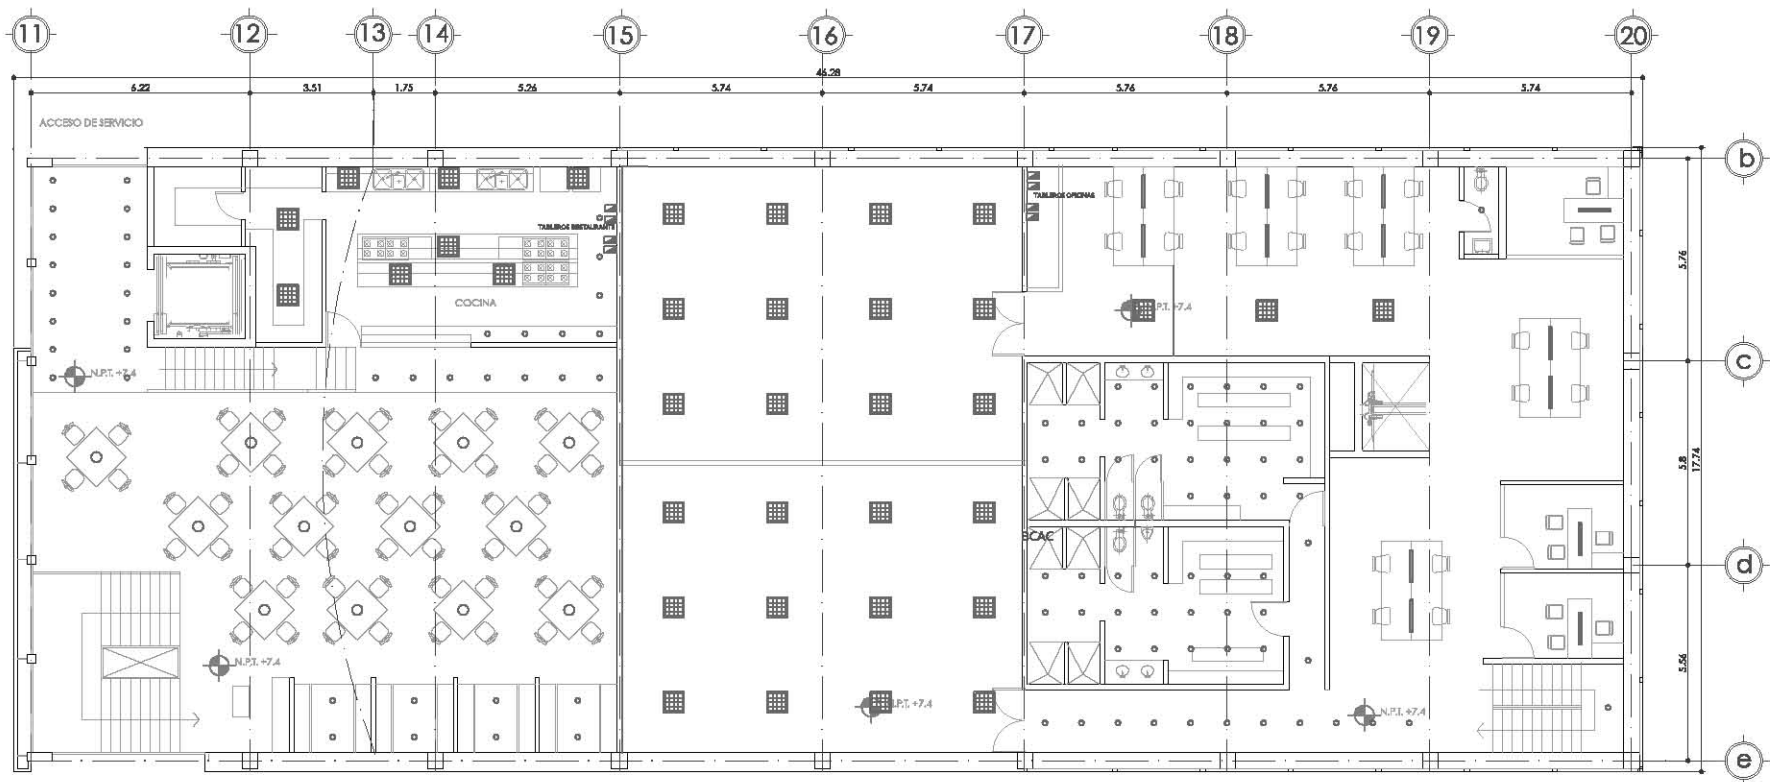 11 12 13 14 15 16 17 18 19 20
46.28
6.22 3.51 1.75 5.26 5.74 5.74 5.76 5.76 5.74
ACCESO DE SERVICIO
b
TABLEROS OFICINAS
TABLEROS RESTAURANTE
5.76
COCINA
N.P.T. +7.4
c
N.P.T. +7.4
5.8
17.74
BCAC
d
N.P.T. +7.4
5.56
N.P.T. +7.4
N.P.T. +7.4
e